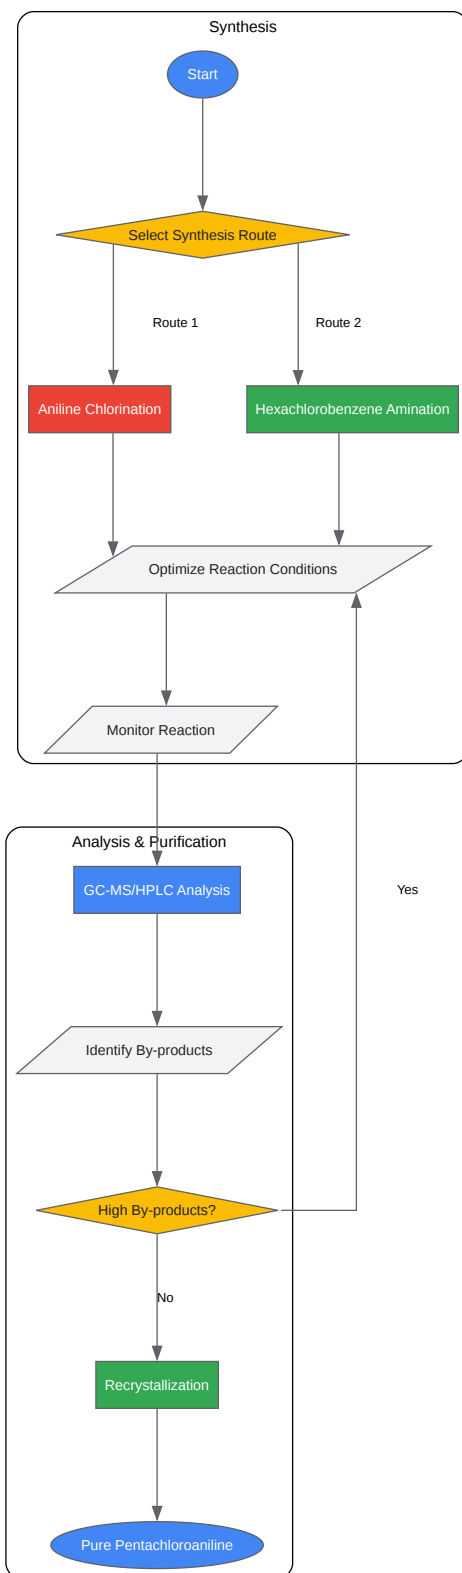 Synthesis
Start
Select Synthesis Route
Route 1
Route 2
Aniline Chlorination
Hexachlorobenzene Amination
Optimize Reaction Conditions
Monitor Reaction
Analysis & Purification
GC-MS/HPLC Analysis
Yes
Identify By-products
High By-products?
No
Recrystallization
Pure Pentachloroaniline